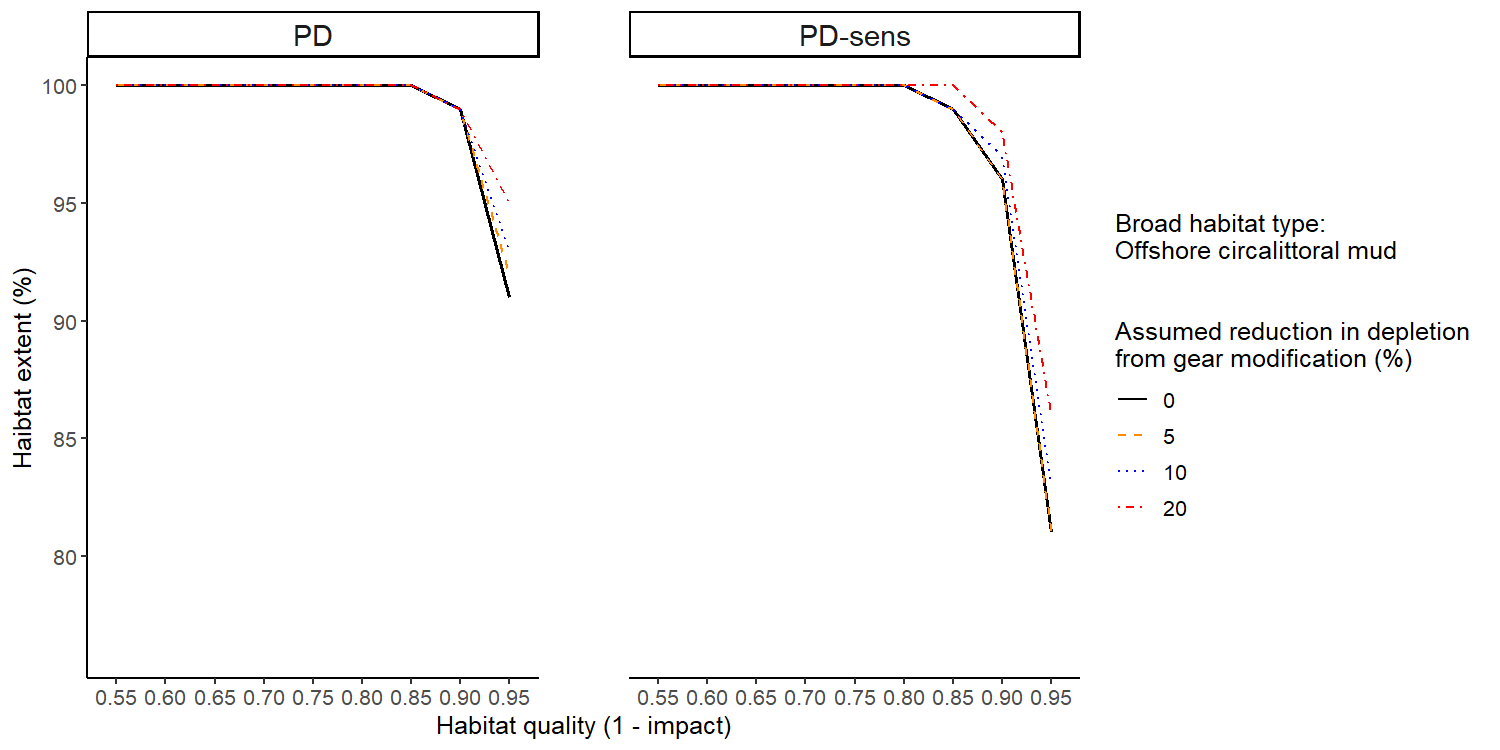 PD
PD-sens
100
95
90
85
80
Haibtat extent (%)
0.55 0.60 0.65 0.70 0.75 0.80 0.85 0.90 0.95
0.55 0.60 0.65 0.70 0.75 0.80 0.85 0.90 0.95
Habitat quality (1 - impact)
Broad habitat type:
Offshore circalittoral mud
Assumed reduction in depletion
from gear modification (%)
0
5
10
20